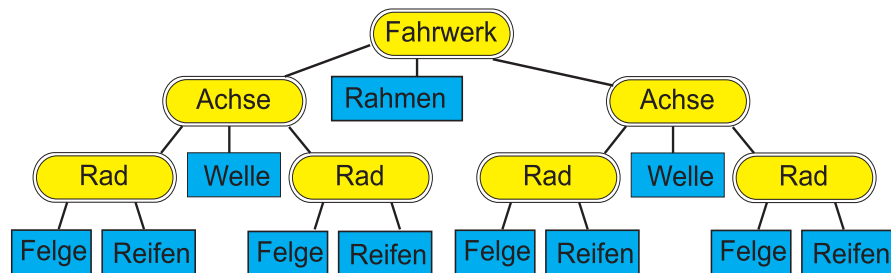 Fahrwerk
Achse Rahmen Achse
Rad Welle Rad Rad Welle Rad
Felge Reifen Felge Reifen Felge Reifen Felge Reifen